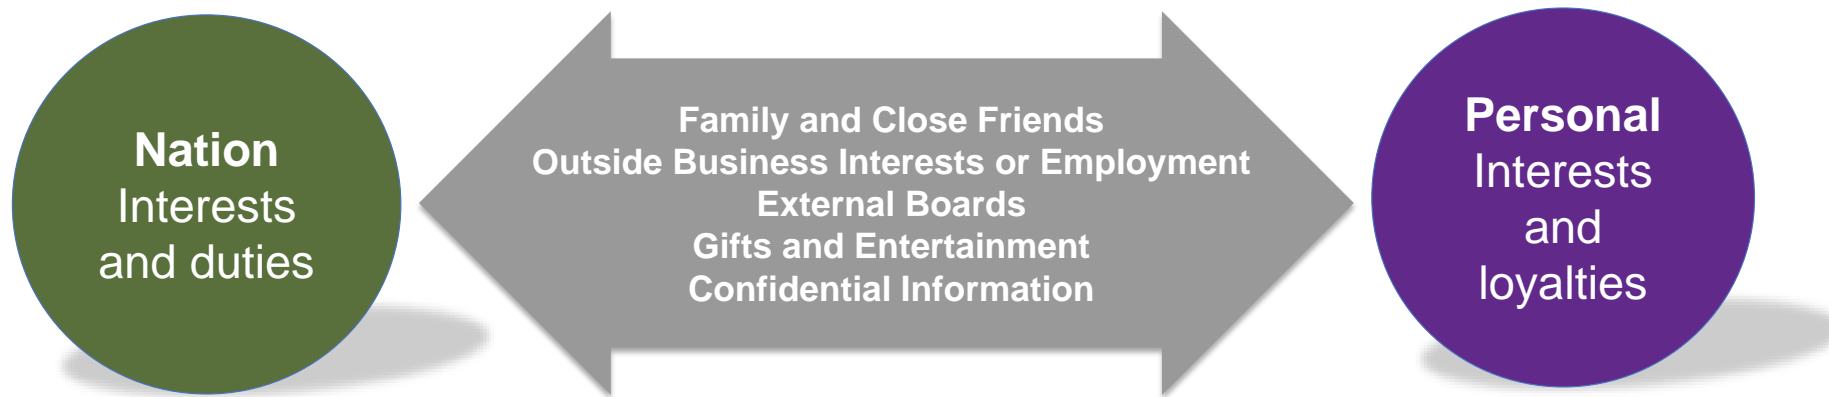 Nation
Interests
and duties
Family and Close Friends
Outside Business Interests or Employment
External Boards
Gifts and Entertainment
Confidential Information
Personal
Interests
and
loyalties